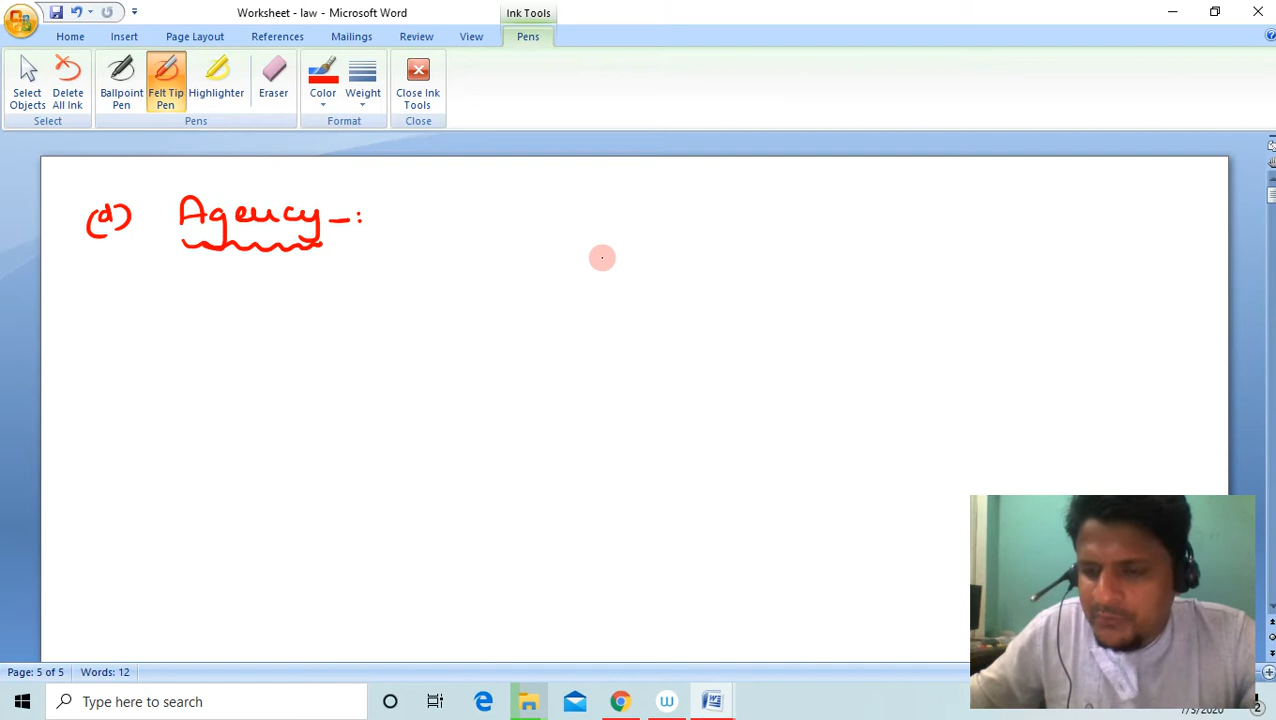 Worksheet - law - Microsoft Word
Ink Tools
Home Insert Page Layout References Mailings Review View Pens
Select Objects
Delete All Ink
Ballpoint Pen
Felt Tip Pen
Highlighter
Eraser
Color
Weight
Close Ink Tools
Select Pens Format Close
(d) Agency -:
Page: 5 of 5 Words: 12
Type here to search
2